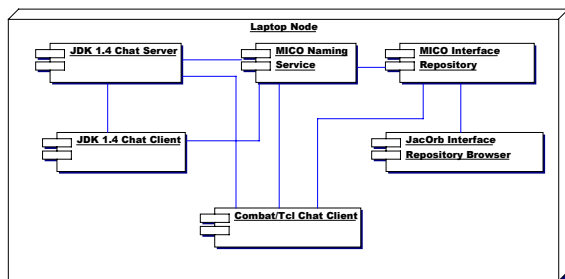 Laptop Node
JDK 1.4 Chat Server
MICO Naming
Service
MICO Interface
Repository
JDK 1.4 Chat Client
JacOrb Interface
Repository Browser
Combat/Tcl Chat Client